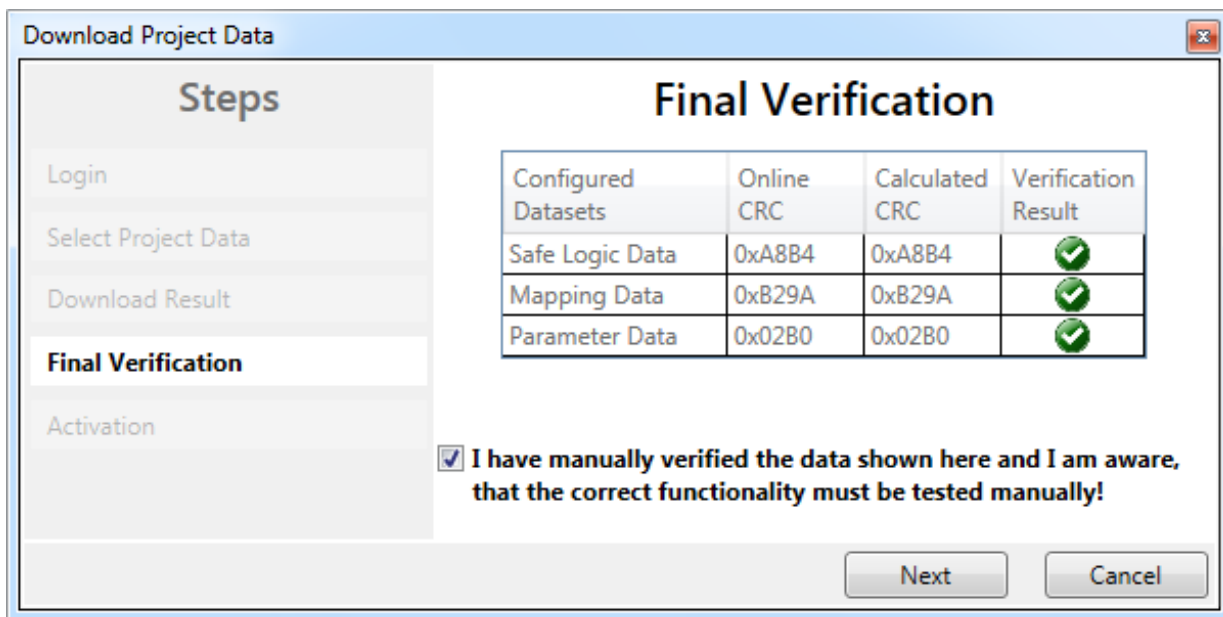 Download Project Data
Steps
Login
Select Project Data
Download Result
Final Verification
Activation
Final Verification
Configured Datasets Online CRC Calculated CRC Verification Result
Safe Logic Data 0xA8B4 0xA8B4
Mapping Data 0xB29A 0xB29A
Parameter Data 0x02B0 0x02B0
I have manually verified the data shown here and I am aware,
that the correct functionality must be tested manually!
Next Cancel